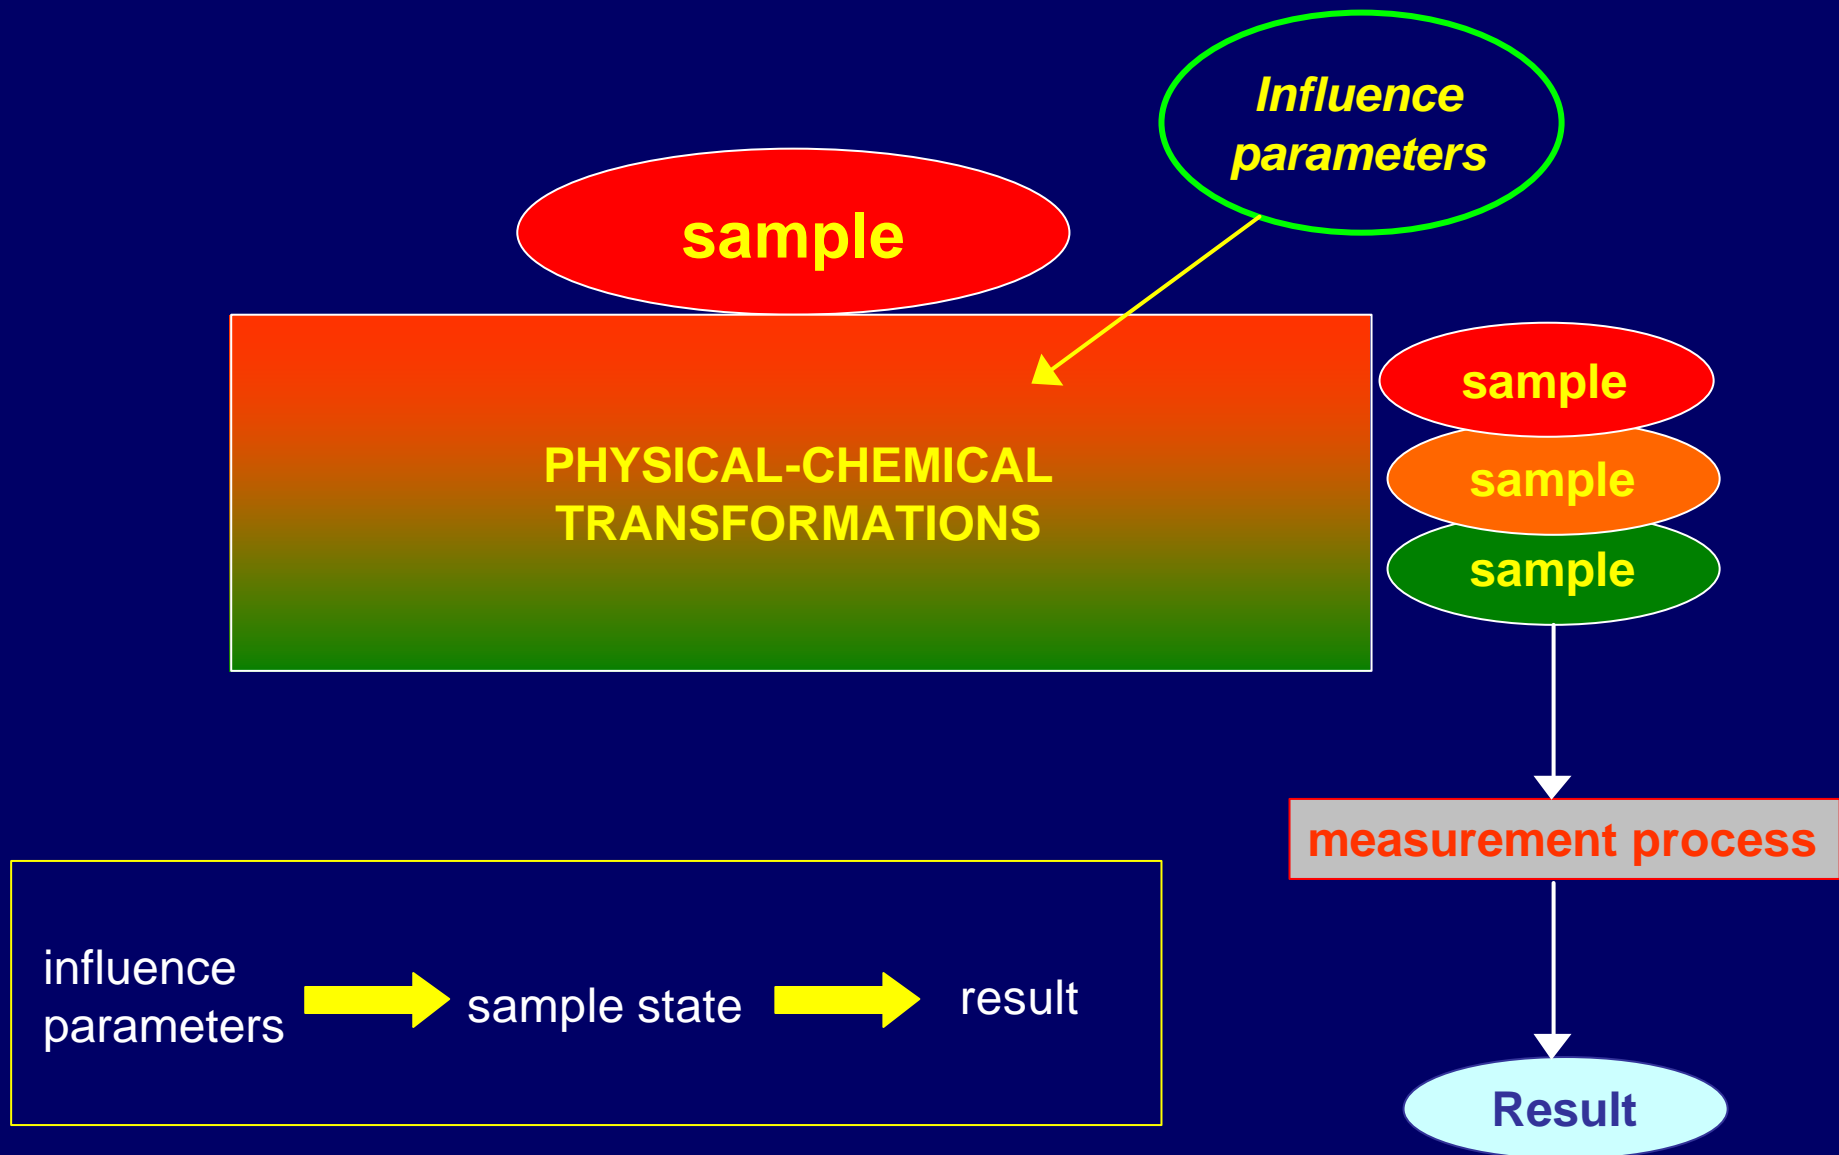 Influence
parameters
sample
sample
PHYSICAL-CHEMICAL
TRANSFORMATIONS
sample
sample
measurement process
influence
parameters
sample state
result
Result